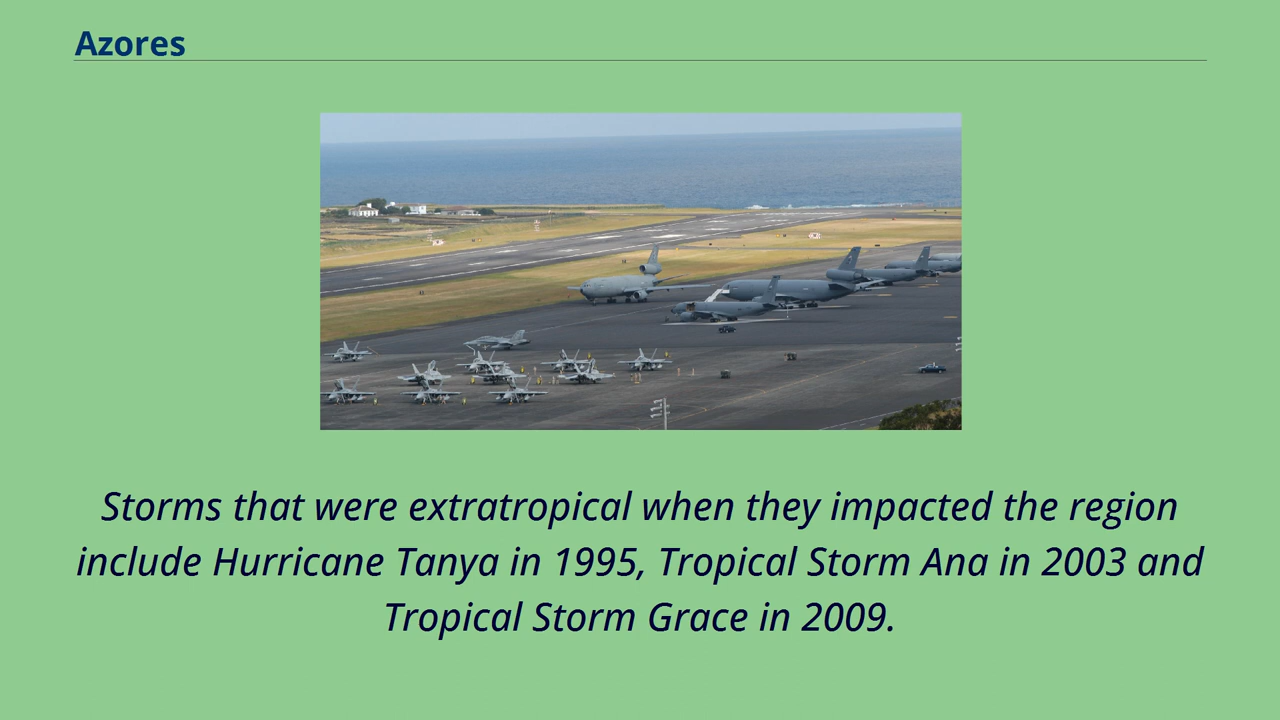 Azores
Storms that were extratropical when they impacted the region
include Hurricane Tanya in 1995, Tropical Storm Ana in 2003 and
Tropical Storm Grace in 2009.